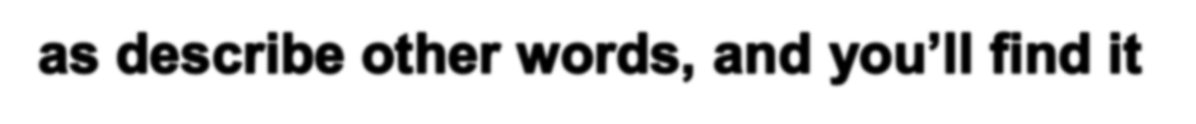 as describe other words, and you’ll find it